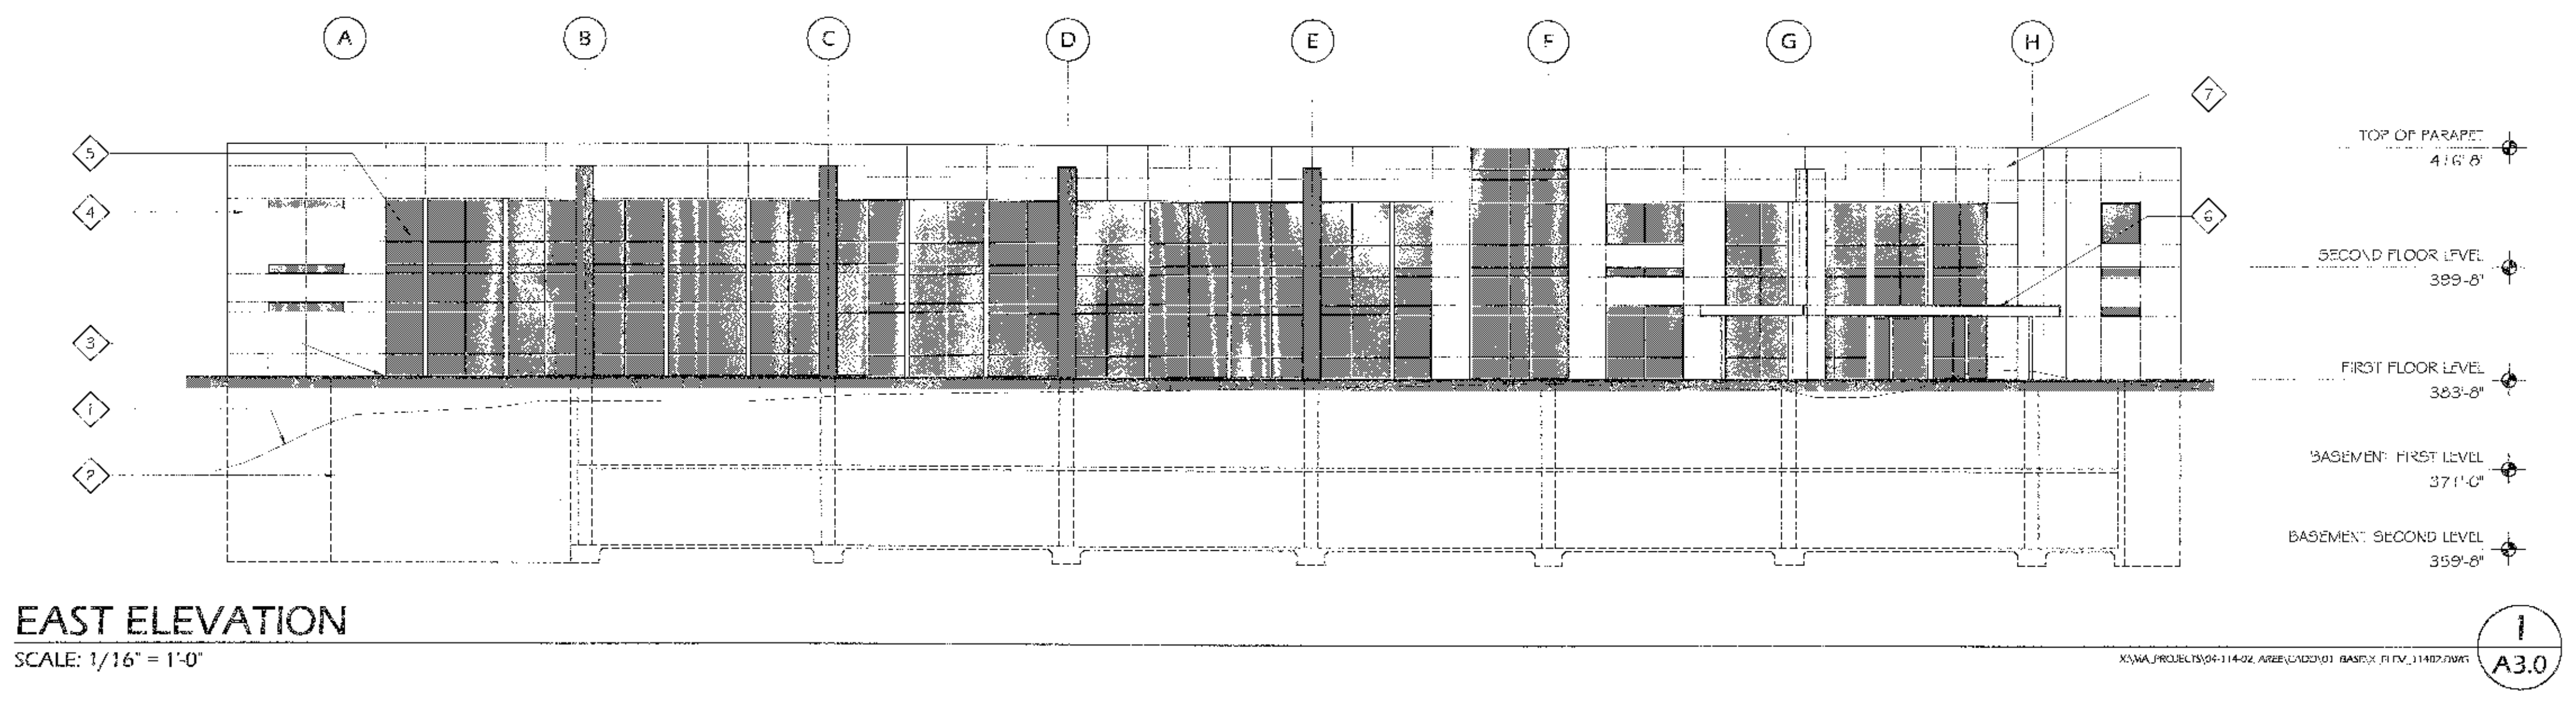 A B C D E F G H
7
5
TOP OF PARAPET
416'-8"
4
6
SECOND FLOOR LEVEL
399'-8"
3
FIRST FLOOR LEVEL
383'-8"
1
2
BASEMENT FIRST LEVEL
371'-0"
BASEMENT SECOND LEVEL
359'-8"
EAST ELEVATION
SCALE: 1/16" = 1'-0"
1
A3.0